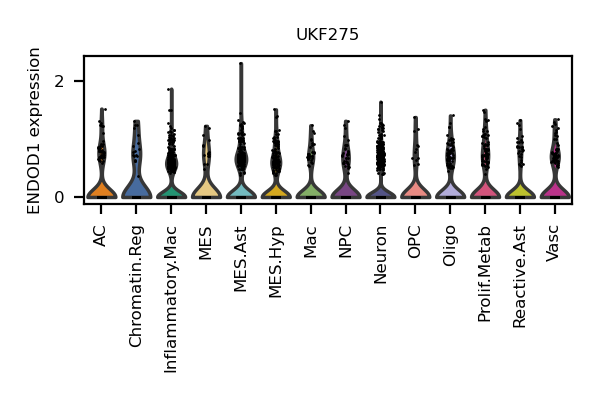 UKF275
ENDOD1 expression
2
0
AC
Chromatin.Reg
Inflammatory.Mac
MES
MES.Ast
MES.Hyp
Mac
NPC
Neuron
OPC
Oligo
Prolif.Metab
Reactive.Ast
Vasc